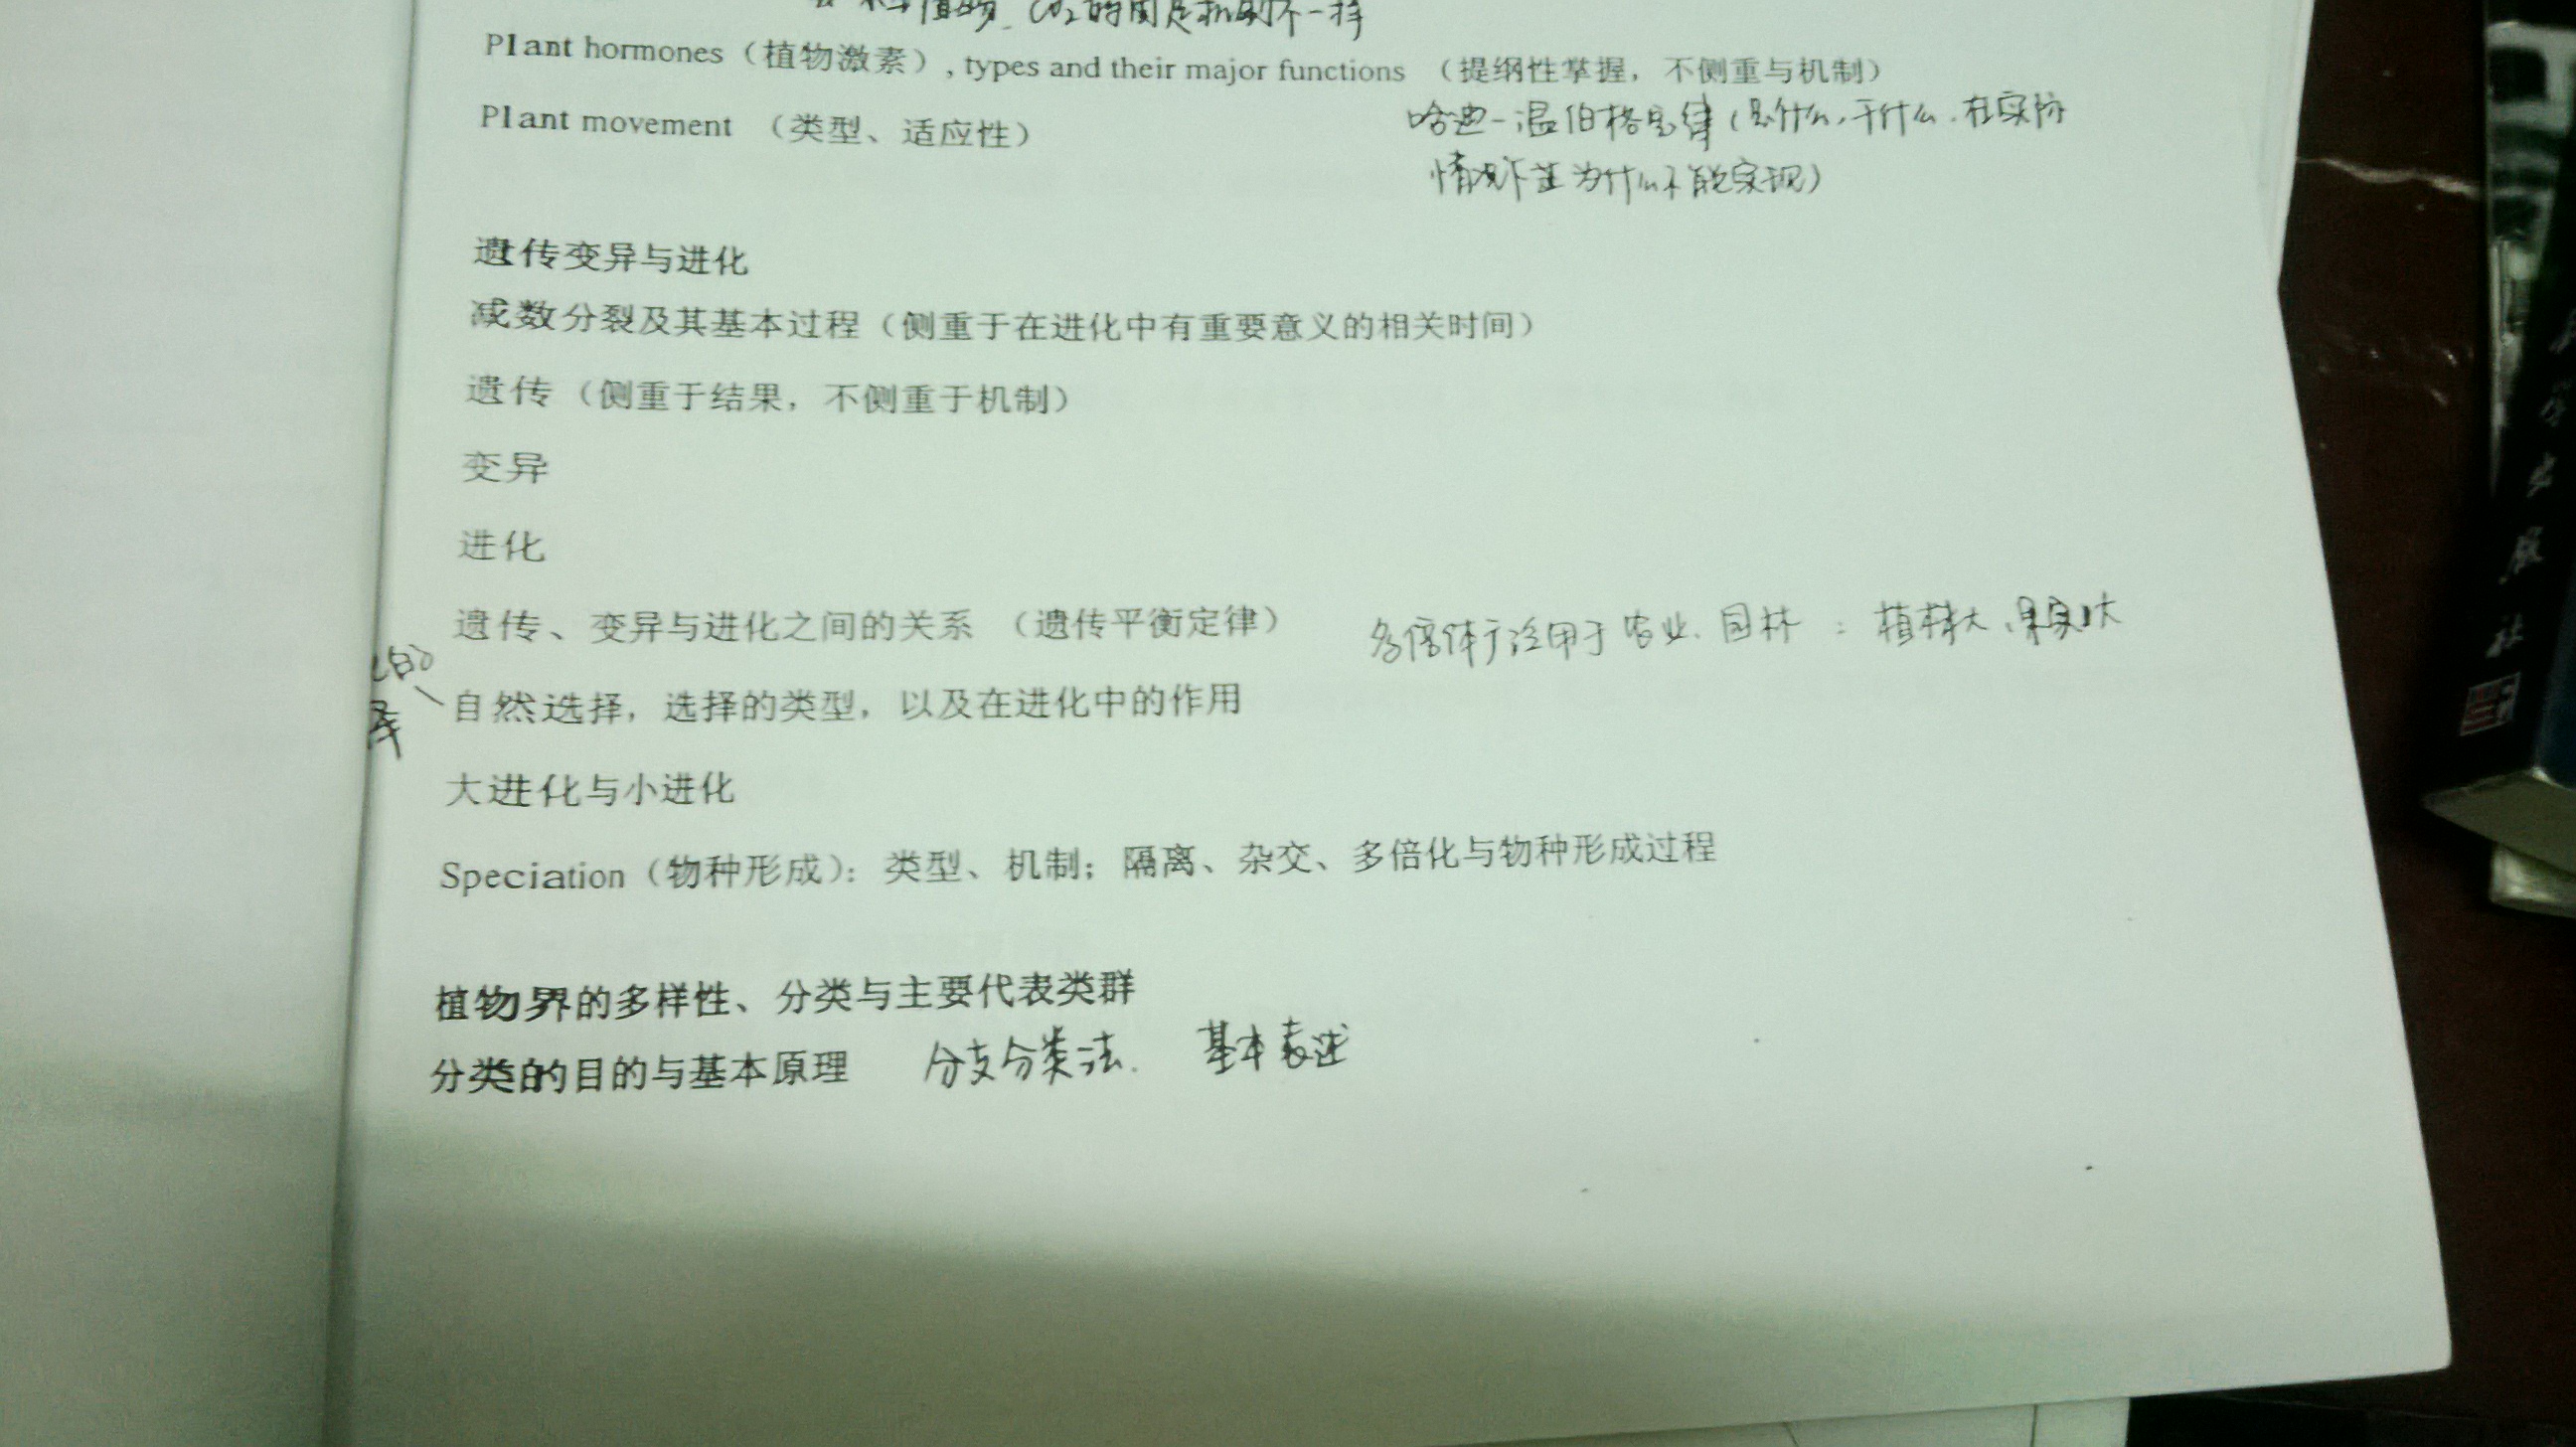 植物、CO₂的固定机制不一样
Plant hormones（植物激素）, types and their major functions （提纲性掌握，不侧重与机制）
Plant movement （类型、适应性）
哈迪-温伯格定律（是什么，干什么．在实际
情况下 为什么不能实现）
遗传变异与进化
减数分裂及其基本过程（侧重于在进化中有重要意义的相关时间）
遗传（侧重于结果，不侧重于机制）
变异
进化
遗传、变异与进化之间的关系 （遗传平衡定律）
多倍体广泛用于农业、园林：植株大、果实大
自然选择，选择的类型，以及在进化中的作用
大进化与小进化
Speciation（物种形成）：类型、机制；隔离、杂交、多倍化与物种形成过程
植物界的多样性、分类与主要代表类群
分类的目的与基本原理 分支分类法. 基本表述
社